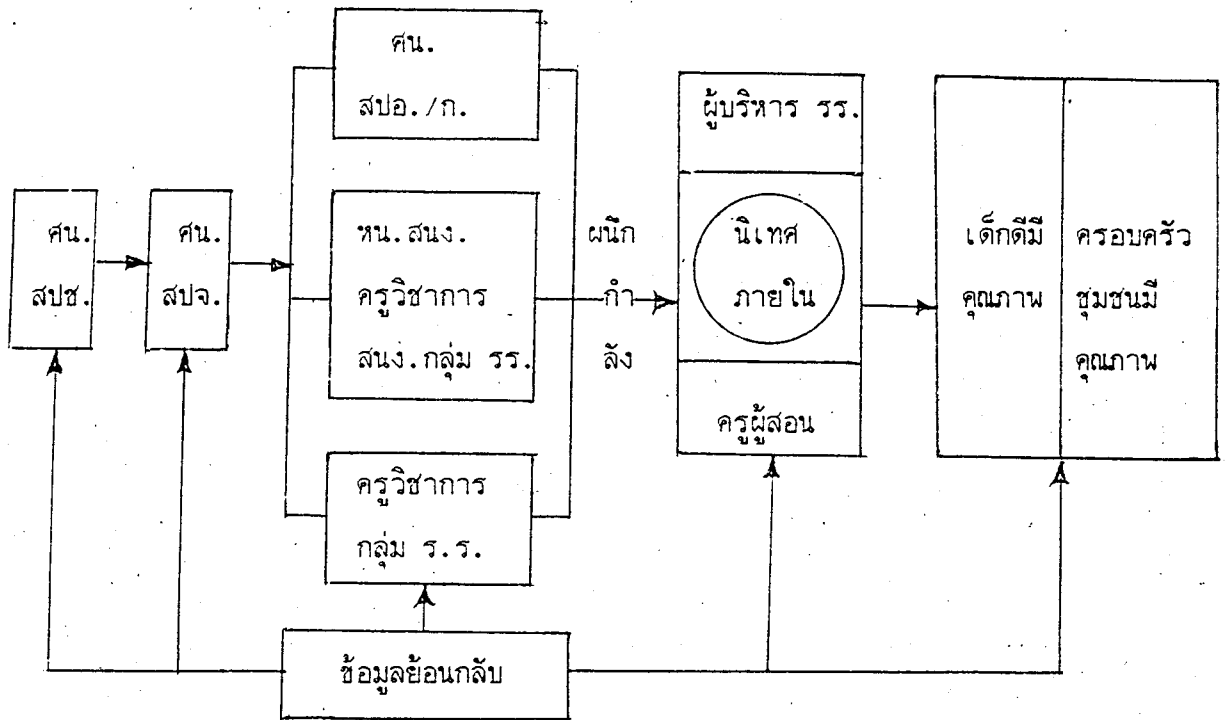 ศน.
สปช.
ศน.
สปจ.
ศน.
สปอ./ก.
หน.สนง.
ครูวิชาการ
สนง.กลุ่ม รร.
ครูวิชาการ
กลุ่ม ร.ร.
ผนึก
กำ
ลัง
ผู้บริหาร รร.
นิเทศ
ภายใน
ครูผู้สอน
เด็กดีมี
คุณภาพ
ครอบครัว
ชุมชนมี
คุณภาพ
ข้อมูลย้อนกลับ